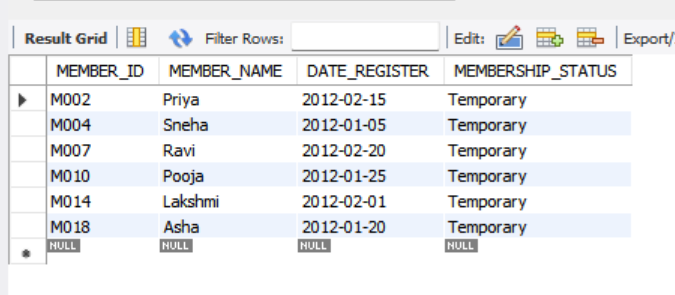 Result Grid Filter Rows: Edit: Export/
MEMBER_ID MEMBER_NAME DATE_REGISTER MEMBERSHIP_STATUS
M002 Priya 2012-02-15 Temporary
M004 Sneha 2012-01-05 Temporary
M007 Ravi 2012-02-20 Temporary
M010 Pooja 2012-01-25 Temporary
M014 Lakshmi 2012-02-01 Temporary
M018 Asha 2012-01-20 Temporary
NULL NULL NULL NULL